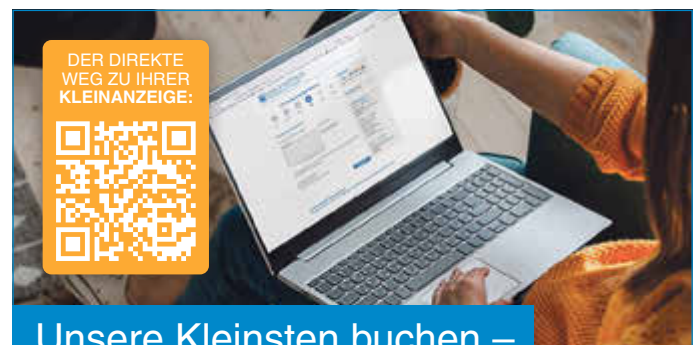 DER DIREKTE
WEG ZU IHRER
KLEINANZEIGE:
Unsere Kleinsten buchen –